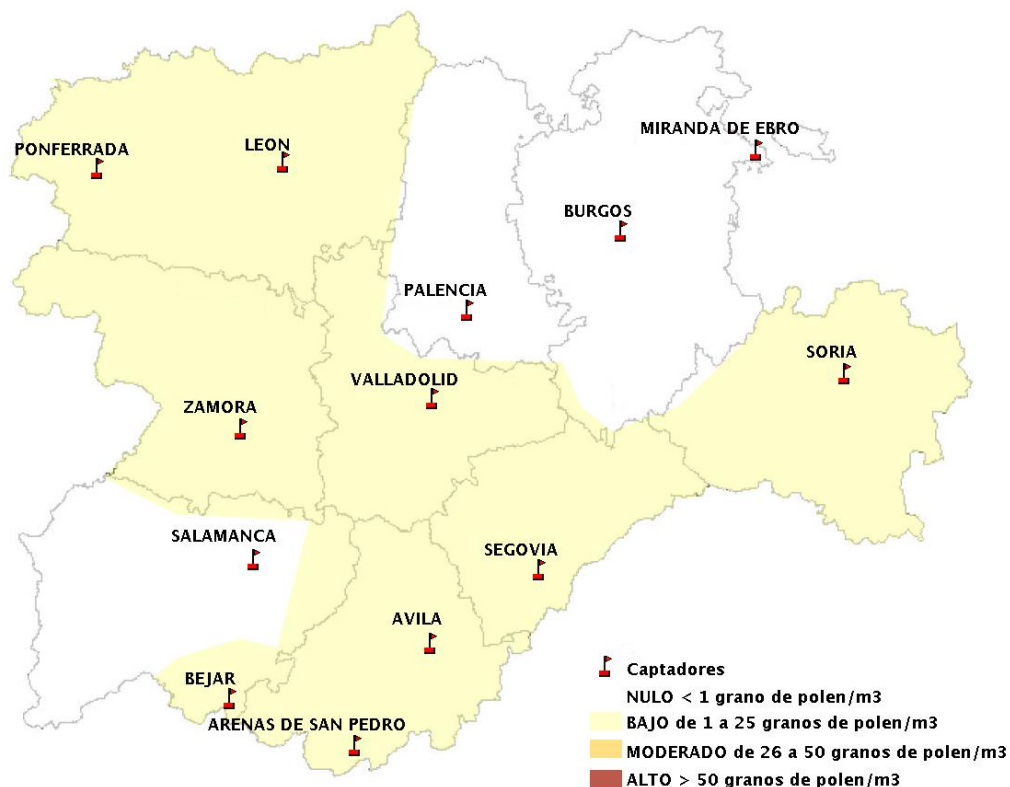 MIRANDA DE EBRO
PONFERRADA
LEON
BURGOS
PALENCIA
SORIA
VALLADOLID
ZAMORA
SALAMANCA
SEGOVIA
AVILA
BEJAR
ARENAS DE SAN PEDRO
Captadores
NULO < 1 grano de polen/m3
BAJO de 1 a 25 granos de polen/m3
MODERADO de 26 a 50 granos de polen/m3
ALTO > 50 granos de polen/m3